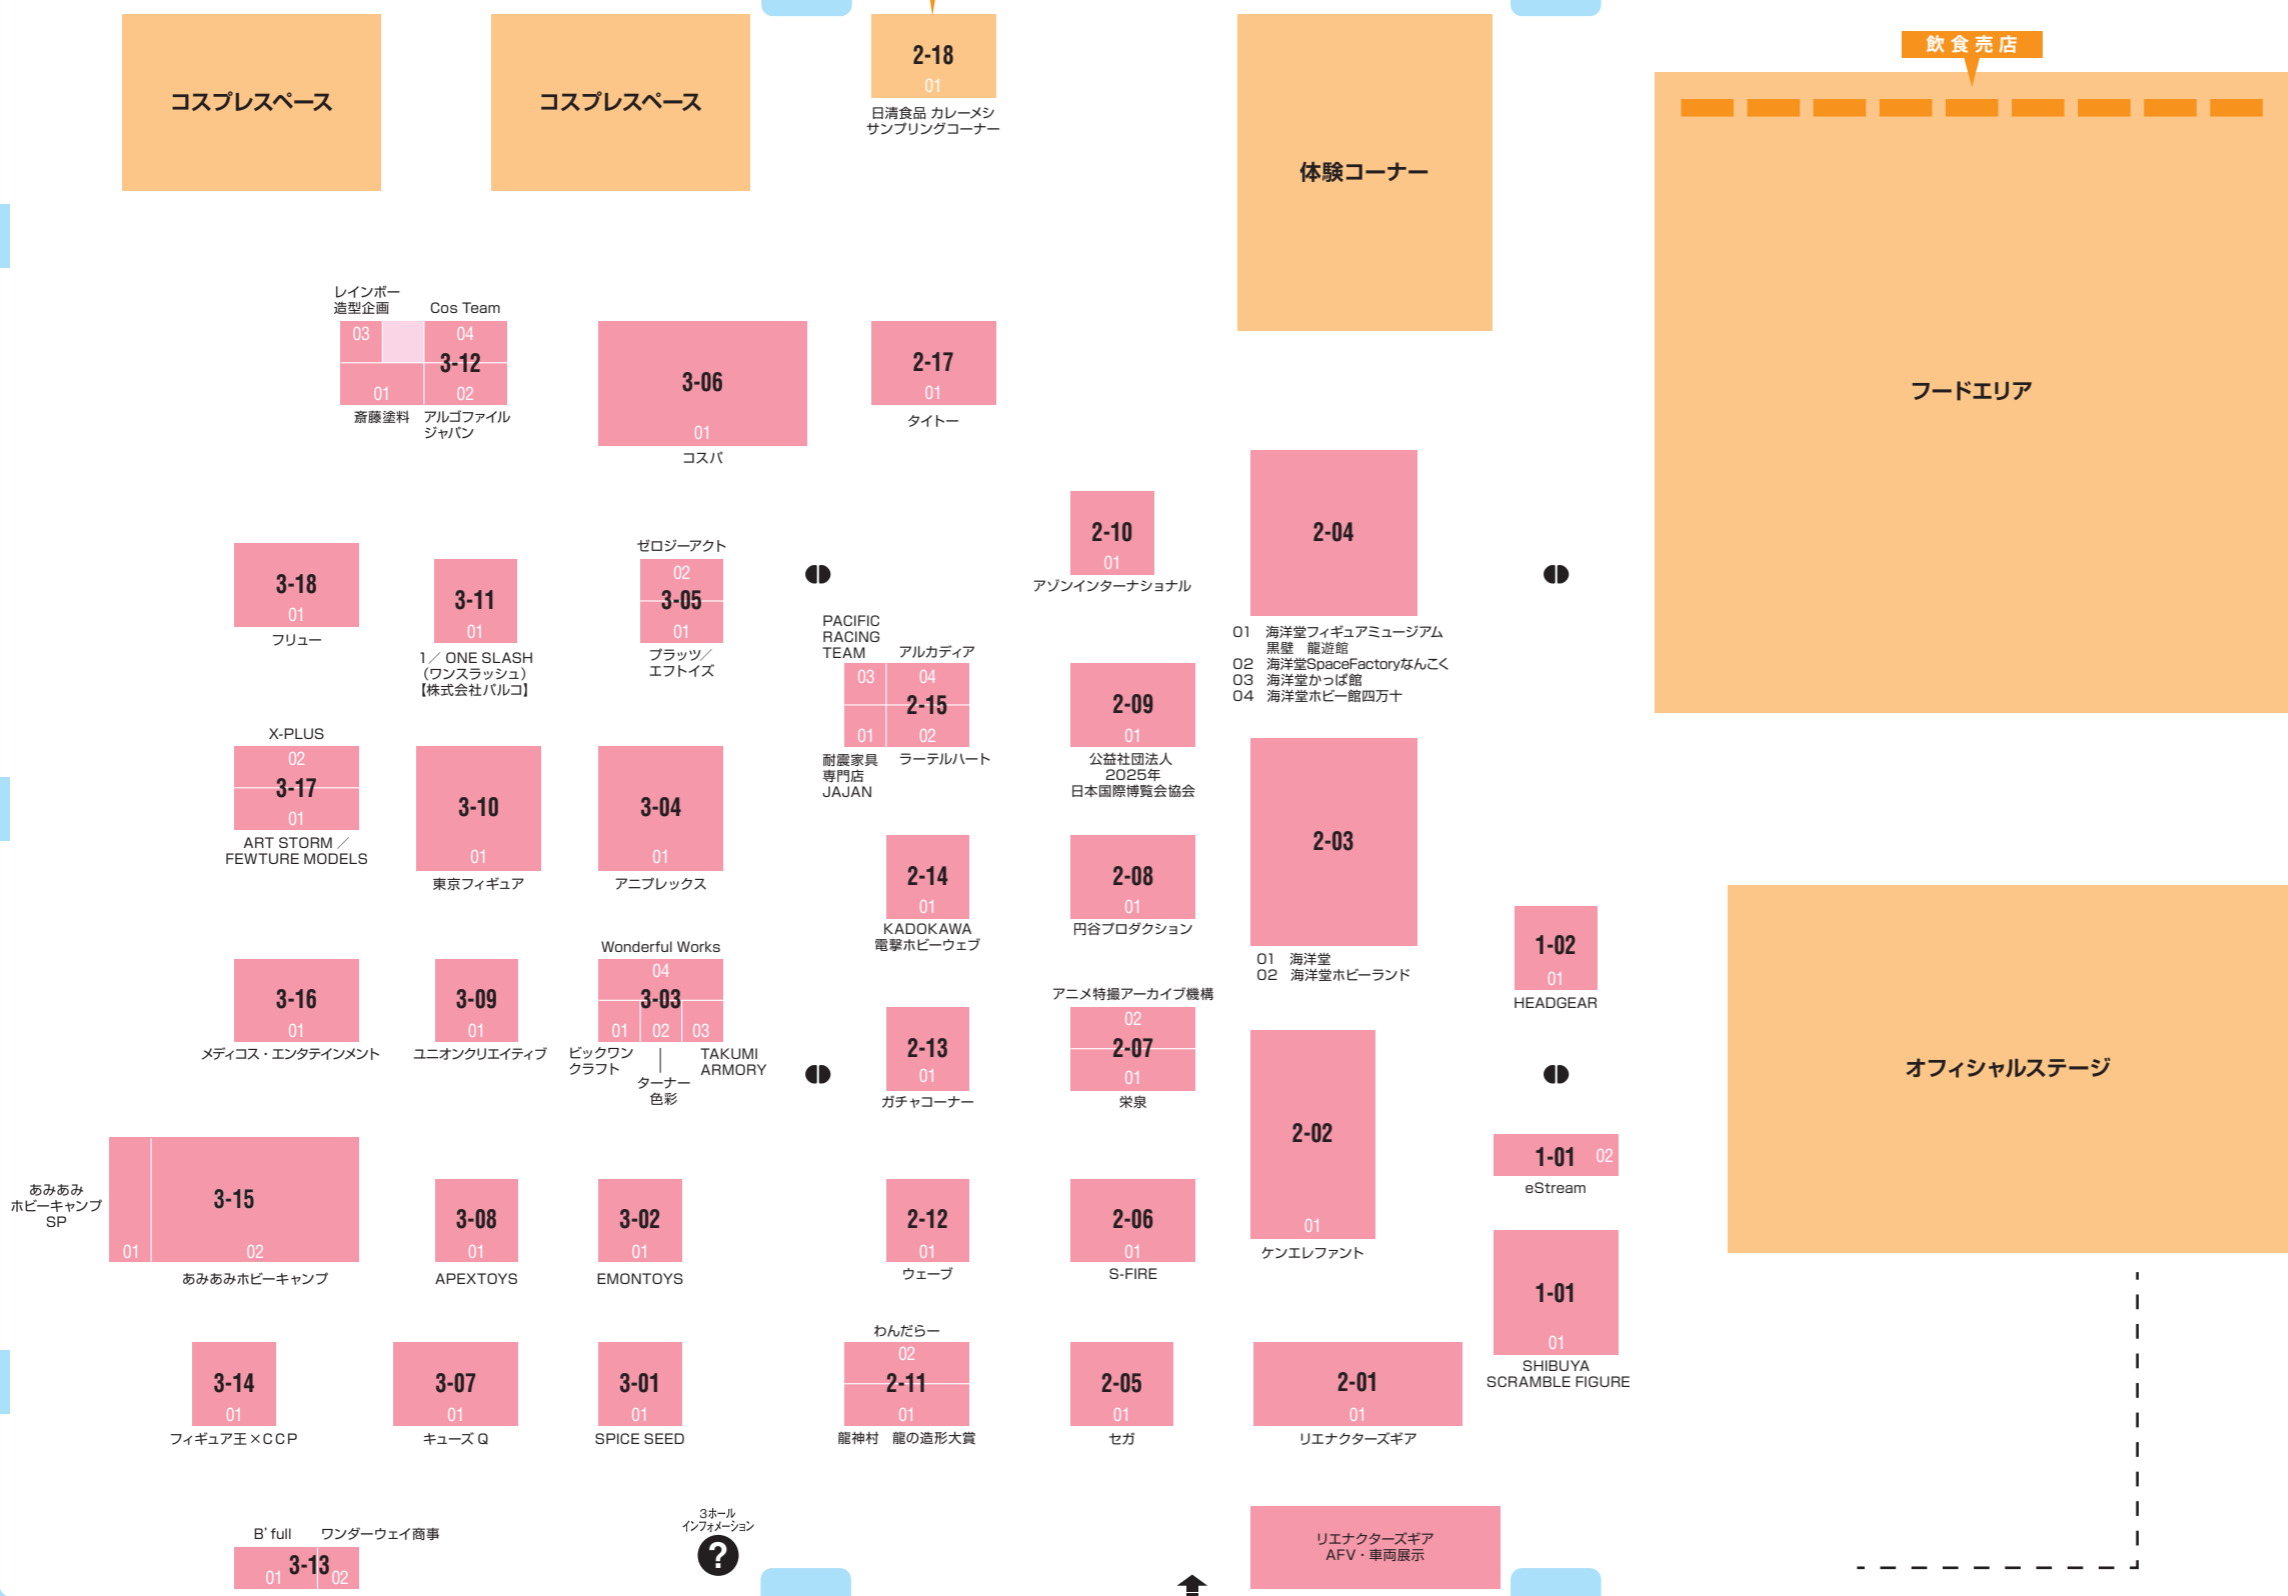 コスプレスペース
コスプレスペース
2-18
01
日清食品 カレーメシ
サンプリングコーナー
体験コーナー
飲食売店
フードエリア
レインボー
造型企画
Cos Team
03
04
3-12
01
02
斎藤塗料
アルゴファイル
ジャパン
3-06
01
コスパ
2-17
01
タイトー
2-10
01
アゾンインターナショナル
2-04
01 海洋堂フィギュアミュージアム
黒壁 龍遊館
02 海洋堂SpaceFactoryなんこく
03 海洋堂かっぱ館
04 海洋堂ホビー館四万十
3-18
01
フリュー
3-11
01
1／ONE SLASH
（ワンスラッシュ）
【株式会社パルコ】
ゼロジーアクト
02
3-05
01
プラッツ／
エフトイズ
PACIFIC
RACING
TEAM
アルカディア
03
04
2-15
01
02
耐震家具
専門店
JAJAN
ラーテルハート
2-09
01
公益社団法人
2025年
日本国際博覧会協会
X-PLUS
02
3-17
01
ART STORM ／
FEWTURE MODELS
3-10
01
東京フィギュア
3-04
01
アニプレックス
2-14
01
KADOKAWA
電撃ホビーウェブ
2-08
01
円谷プロダクション
2-03
01 海洋堂
02 海洋堂ホビーランド
1-02
01
HEADGEAR
オフィシャルステージ
3-16
01
メディコス・エンタテインメント
3-09
01
ユニオンクリエイティブ
Wonderful Works
04
3-03
01
02
03
ビックワン
クラフト
ターナー
色彩
TAKUMI
ARMORY
2-13
01
ガチャコーナー
アニメ特撮アーカイブ機構
02
2-07
01
栄泉
2-02
01
ケンエレファント
1-01
02
eStream
あみあみ
ホビーキャンプ
SP
3-15
01
02
あみあみホビーキャンプ
3-08
01
APEXTOYS
3-02
01
EMONTOYS
2-12
01
ウェーブ
2-06
01
S-FIRE
1-01
01
SHIBUYA
SCRAMBLE FIGURE
3-14
01
フィギュア王×CCP
3-07
01
キューズ Q
3-01
01
SPICE SEED
わんだらー
02
2-11
01
龍神村 龍の造形大賞
2-05
01
セガ
2-01
01
リエナクターズギア
B' full
ワンダーウェイ商事
3-13
01
02
3ホール
インフォメーション
?
リエナクターズギア
AFV・車両展示